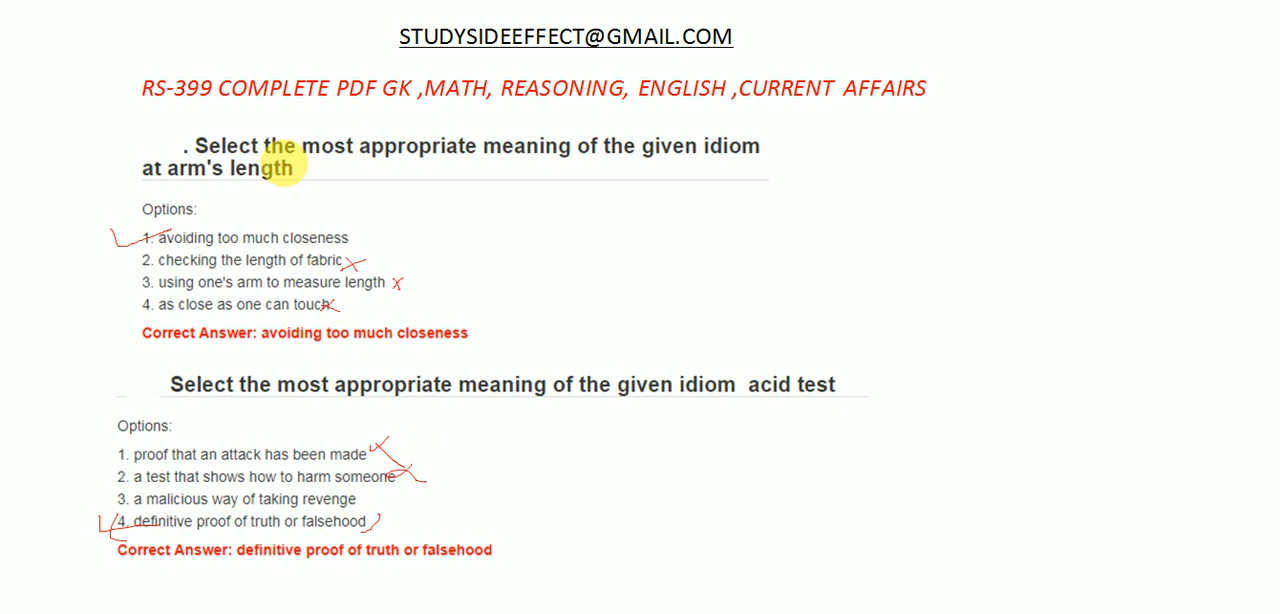 STUDYSIDEEFFECT@GMAIL.COM
RS-399 COMPLETE PDF GK ,MATH, REASONING, ENGLISH ,CURRENT AFFAIRS
. Select the most appropriate meaning of the given idiom
at arm's length
Options:
1. avoiding too much closeness
2. checking the length of fabric
3. using one's arm to measure length
4. as close as one can touch
Correct Answer: avoiding too much closeness
Select the most appropriate meaning of the given idiom acid test
Options:
1. proof that an attack has been made
2. a test that shows how to harm someone
3. a malicious way of taking revenge
4. definitive proof of truth or falsehood
Correct Answer: definitive proof of truth or falsehood